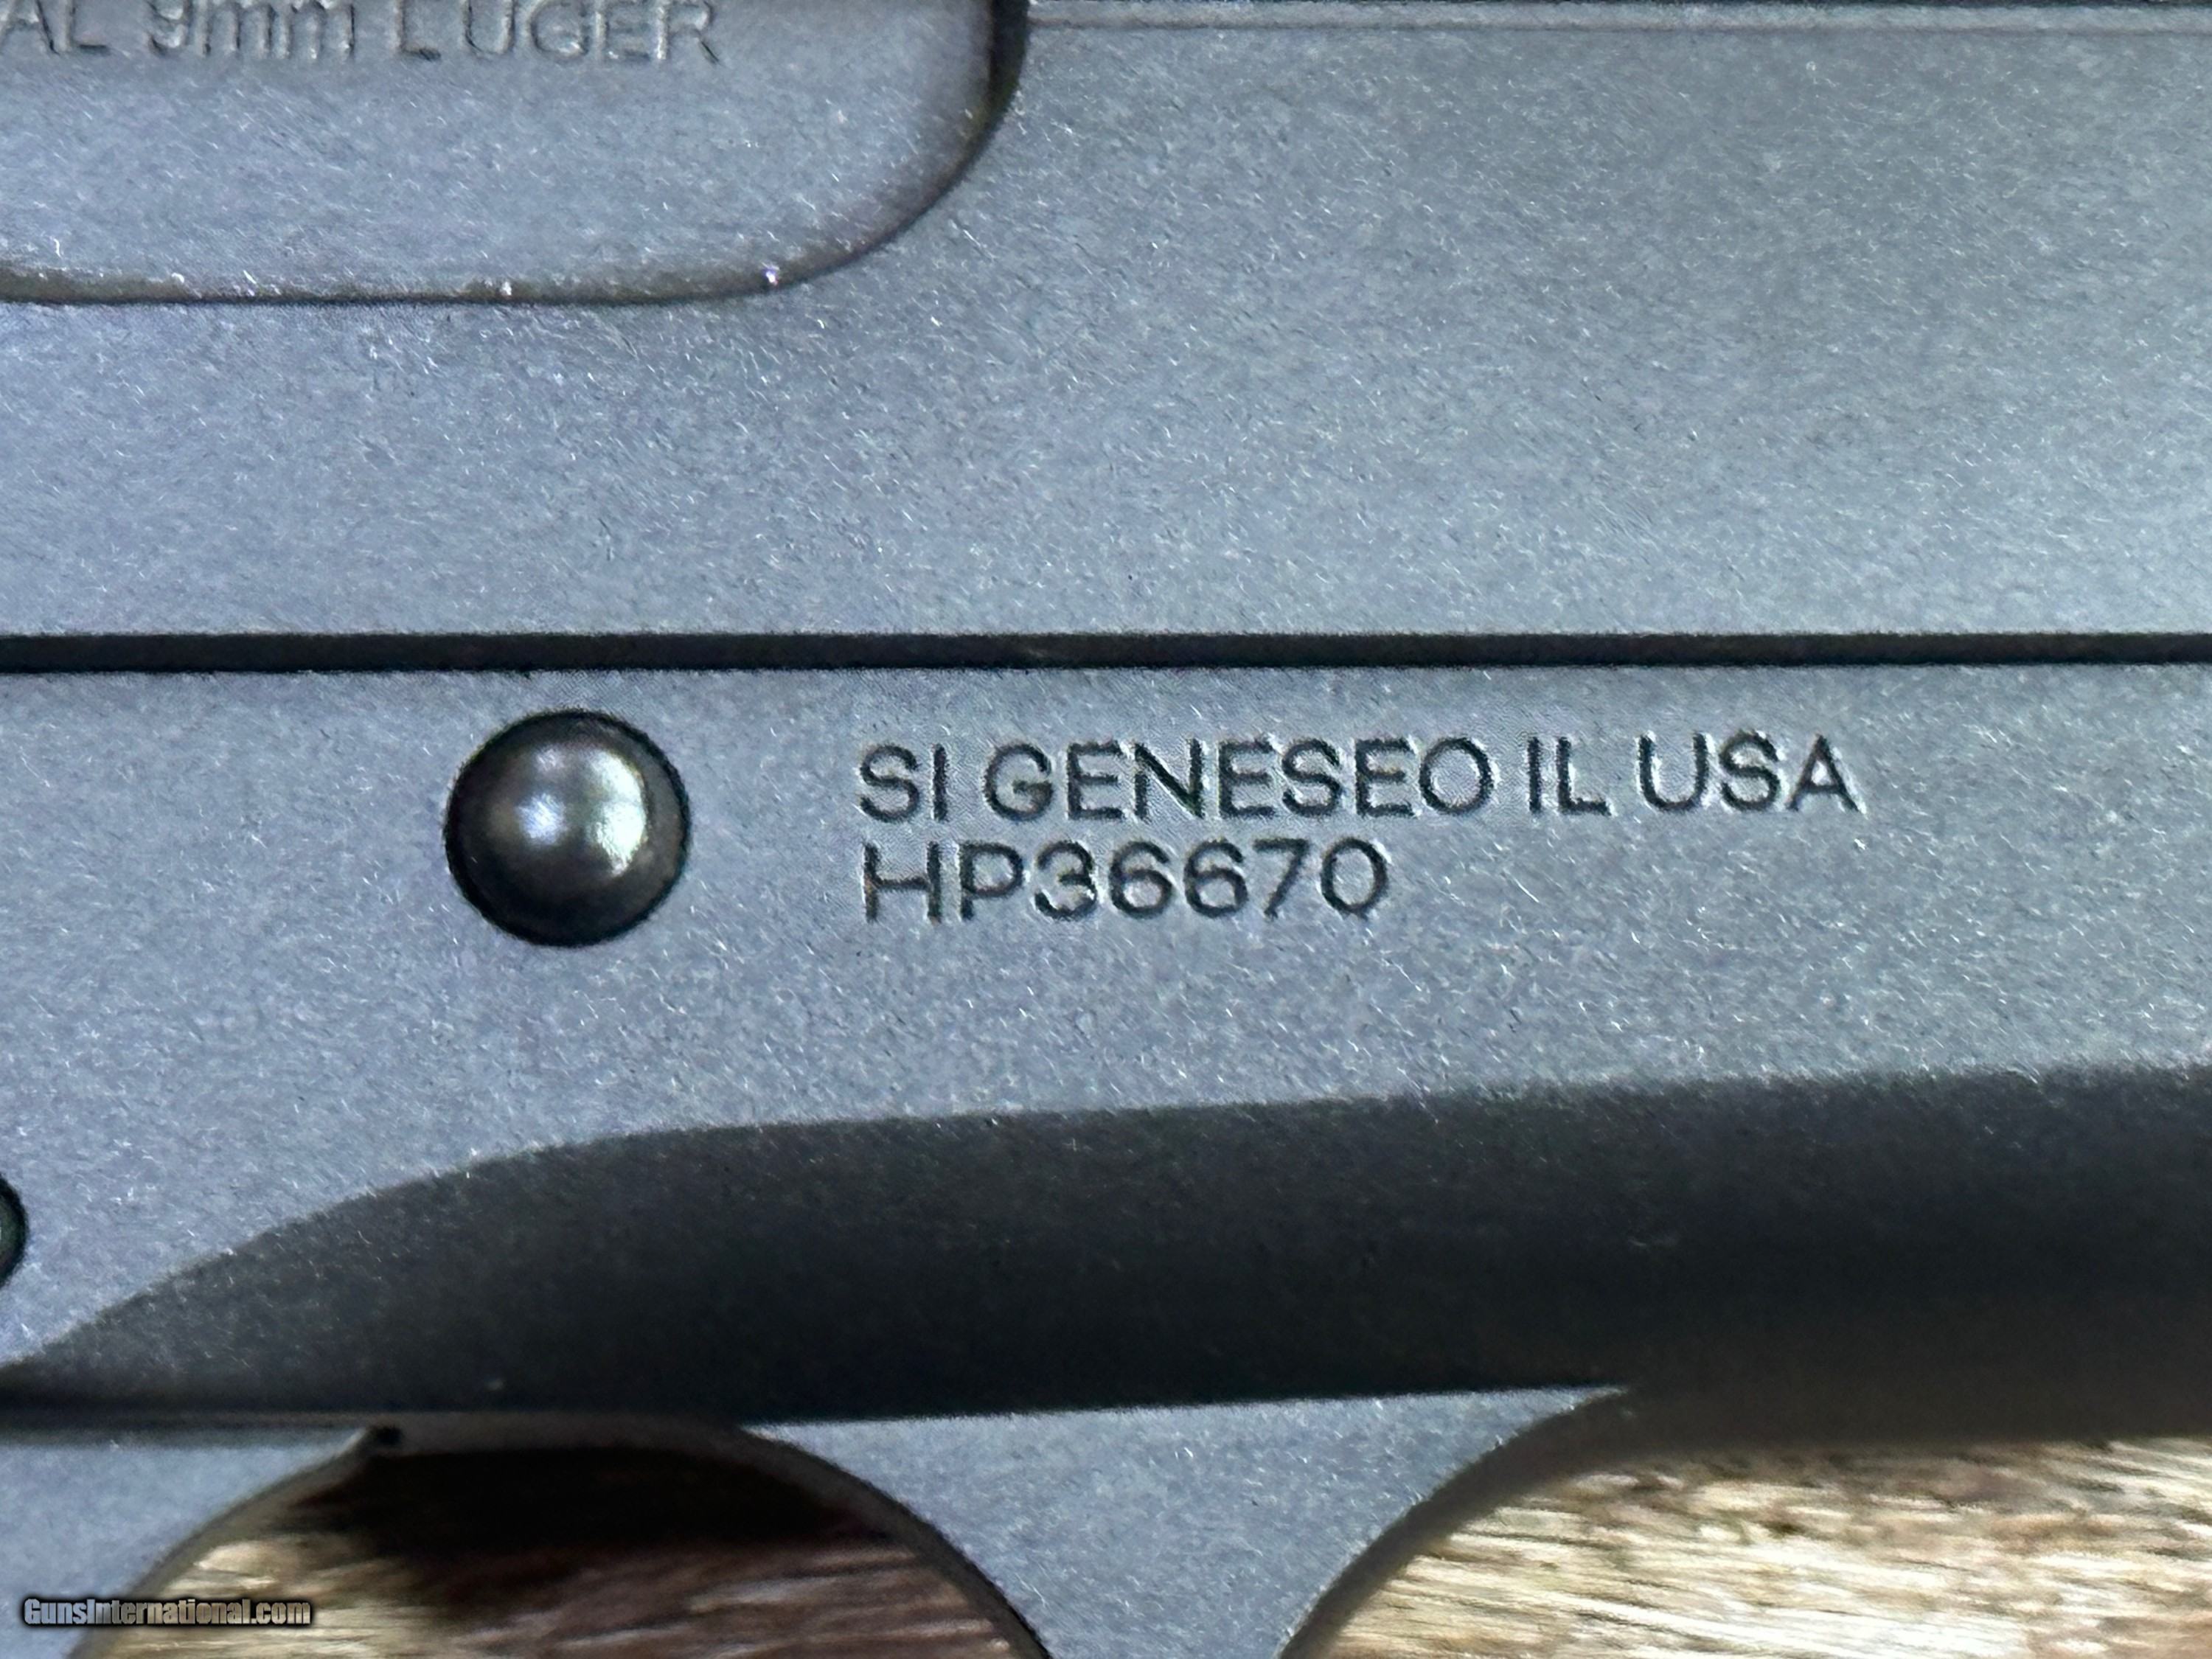 AL 9mm LUGER
SI GENESEO IL USA
HP36670
GunsInternational.com